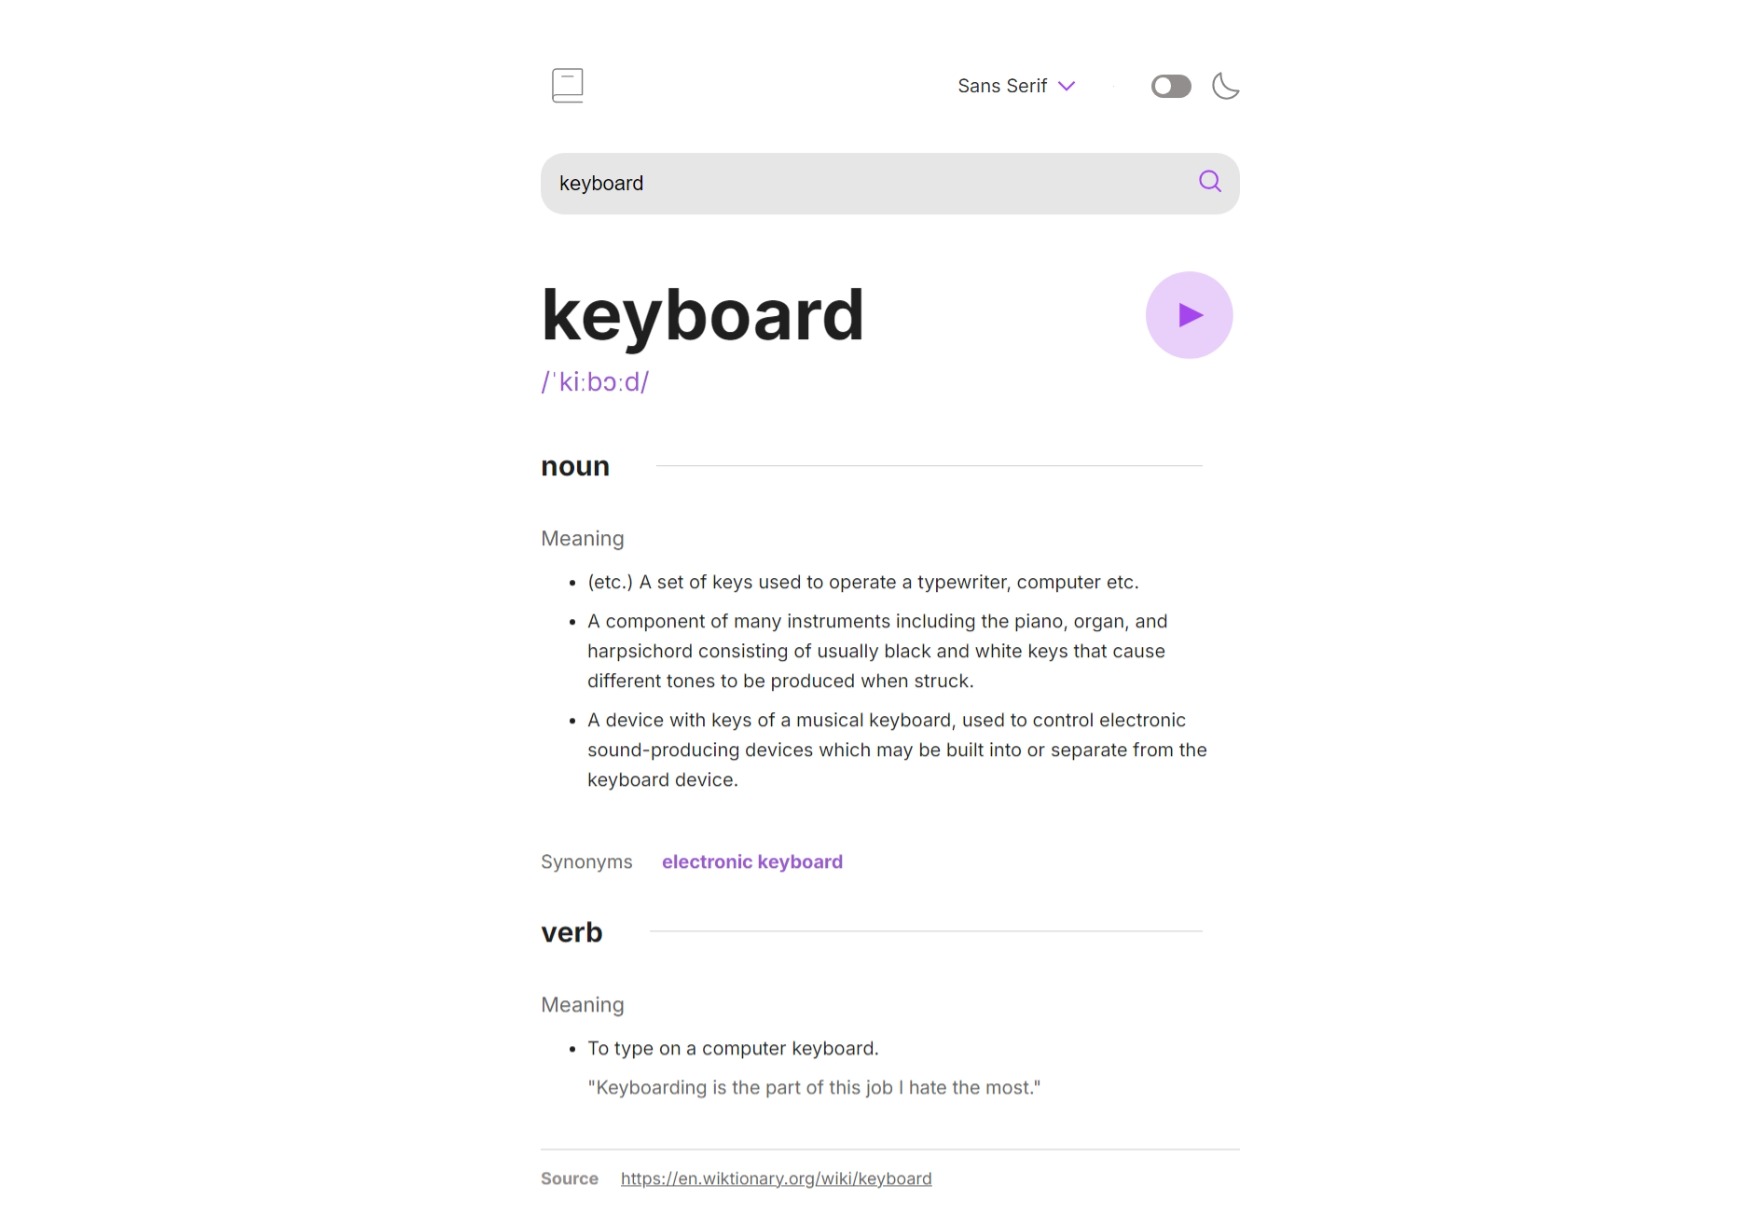 Sans Serif
keyboard
keyboard
/ˈkiːbɔːd/
noun
Meaning
(etc.) A set of keys used to operate a typewriter, computer etc.
A component of many instruments including the piano, organ, and
harpsichord consisting of usually black and white keys that cause
different tones to be produced when struck.
A device with keys of a musical keyboard, used to control electronic
sound-producing devices which may be built into or separate from the
keyboard device.
Synonyms electronic keyboard
verb
Meaning
To type on a computer keyboard.
"Keyboarding is the part of this job I hate the most."
Source https://en.wiktionary.org/wiki/keyboard